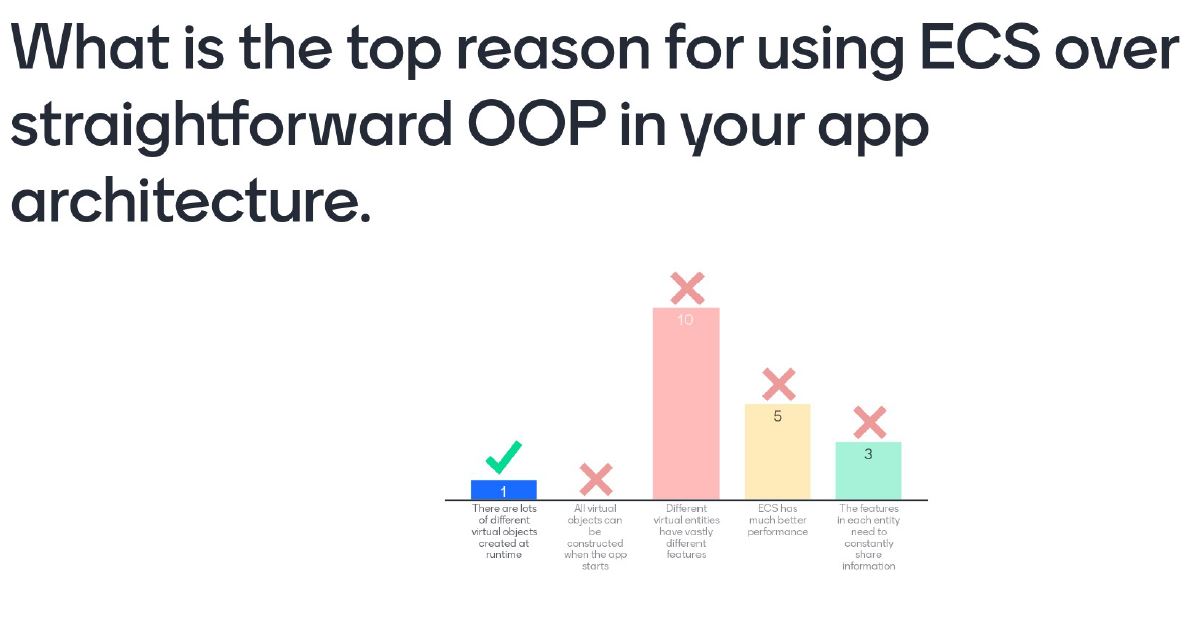 What is the top reason for using ECS over
straightforward OOP in your app
architecture.
10
5
3
1
There are lots
of different
virtual objects
created at
runtime
All virtual
objects can
be
constructed
when the app
starts
Different
virtual entities
have vastly
different
features
ECS has
much better
performance
The features
in each entity
need to
constantly
share
information